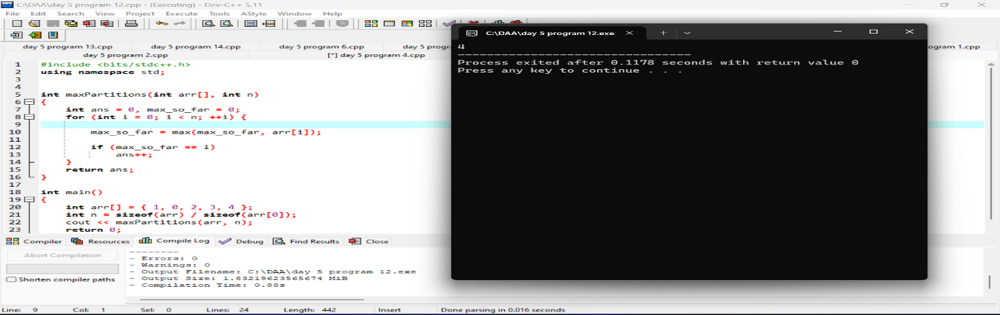 C:\DAA\day 5 program 12.cpp - [Executing] - Dev-C++ 5.11
File Edit Search View Project Execute Tools AStyle Window Help
day 5 program 13.cpp day 5 program 14.cpp day 5 program 6.cpp day 5 progr ogram 1.cpp
day 5 program 2.cpp [*] day 5 program 4.cpp
1 #include <bits/stdc++.h>
2 using namespace std;
3
4
5 int maxPartitions(int arr[], int n)
6 {
7 int ans = 0, max_so_far = 0;
8 for (int i = 0; i < n; ++i) {
9
10 max_so_far = max(max_so_far, arr[i]);
11
12 if (max_so_far == i)
13 ans++;
14 }
15 return ans;
16 }
17
18 int main()
19 {
20 int arr[] = { 1, 0, 2, 3, 4 };
21 int n = sizeof(arr) / sizeof(arr[0]);
22 cout << maxPartitions(arr, n);
23 return 0;
C:\DAA\day 5 program 12.exe
4
--------------------------------
Process exited after 0.1178 seconds with return value 0
Press any key to continue . . .
Compiler Resources Compile Log Debug Find Results Close
Abort Compilation
Shorten compiler paths
--------
- Errors: 0
- Warnings: 0
- Output Filename: C:\DAA\day 5 program 12.exe
- Output Size: 1.83219623565674 MiB
- Compilation Time: 0.88s
Line: 9 Col: 1 Sel: 0 Lines: 24 Length: 442 Insert Done parsing in 0.016 seconds